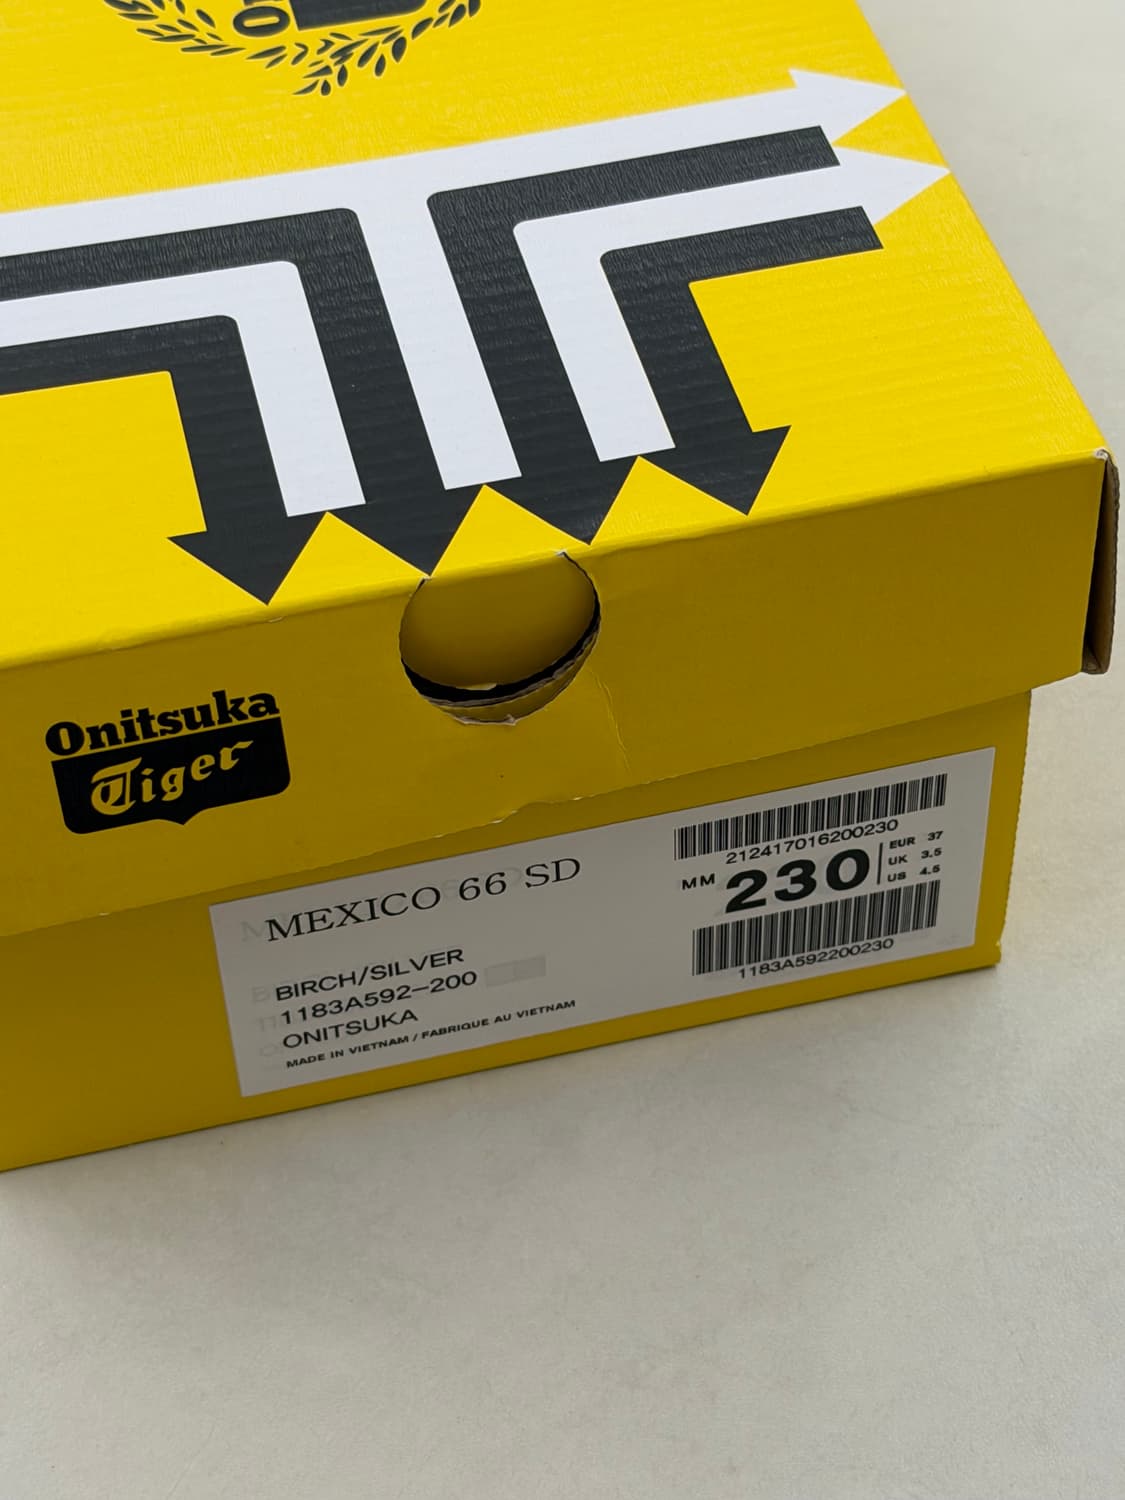 Onitsuka
Tiger
MEXICO 66 SD
BIRCH/SILVER
1183A592-200
ONITSUKA
MADE IN VIETNAM / FABRIQUE AU VIETNAM
212417016200230
MM 230
EUR 37
UK 3.5
US 4.5
1183A592200230